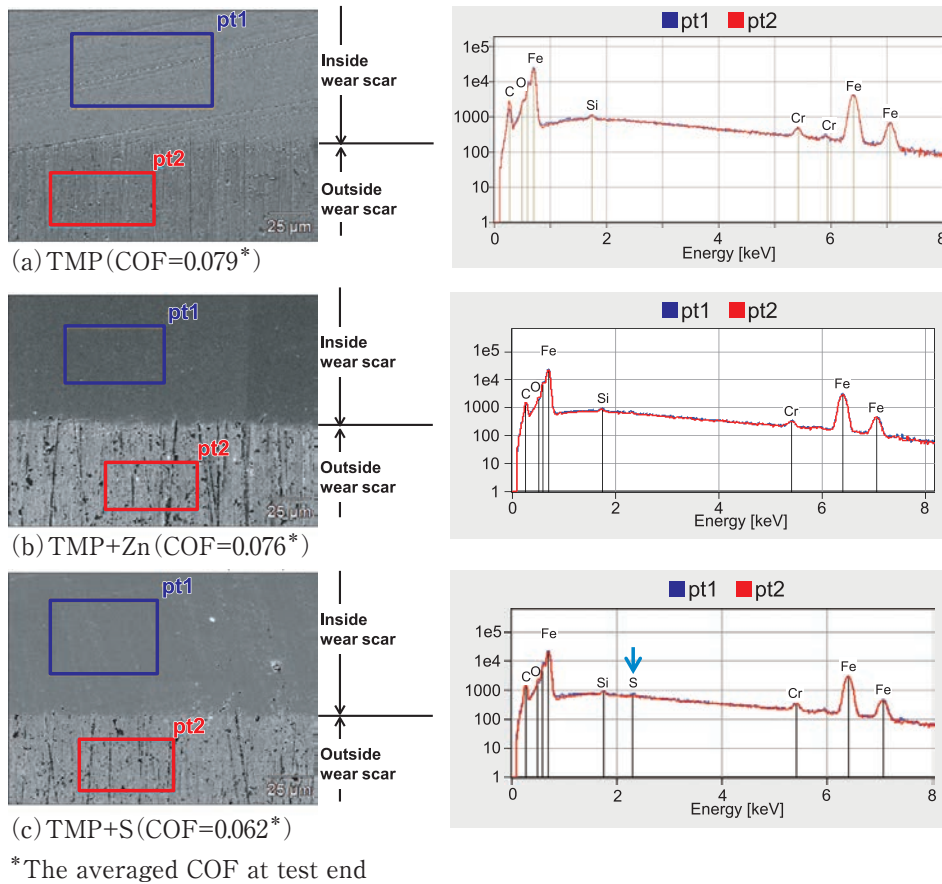 pt1
pt2
25 µm
Inside
wear scar
Outside
wear scar
pt1 pt2
1e5
1e4
1000
100
10
1
C
O
Fe
Si
Cr
Cr
Fe
Fe
0 2 4 6 8
Energy [keV]
(a) TMP(COF=0.079*)
pt1
pt2
25 µm
Inside
wear scar
Outside
wear scar
pt1 pt2
1e5
1e4
1000
100
10
1
C
O
Fe
Si
Cr
Fe
Fe
0 2 4 6 8
Energy [keV]
(b) TMP+Zn(COF=0.076*)
pt1
pt2
25 µm
Inside
wear scar
Outside
wear scar
pt1 pt2
1e5
1e4
1000
100
10
1
C
O
Fe
Si
S
Cr
Fe
Fe
0 2 4 6 8
Energy [keV]
(c) TMP+S(COF=0.062*)
*The averaged COF at test end